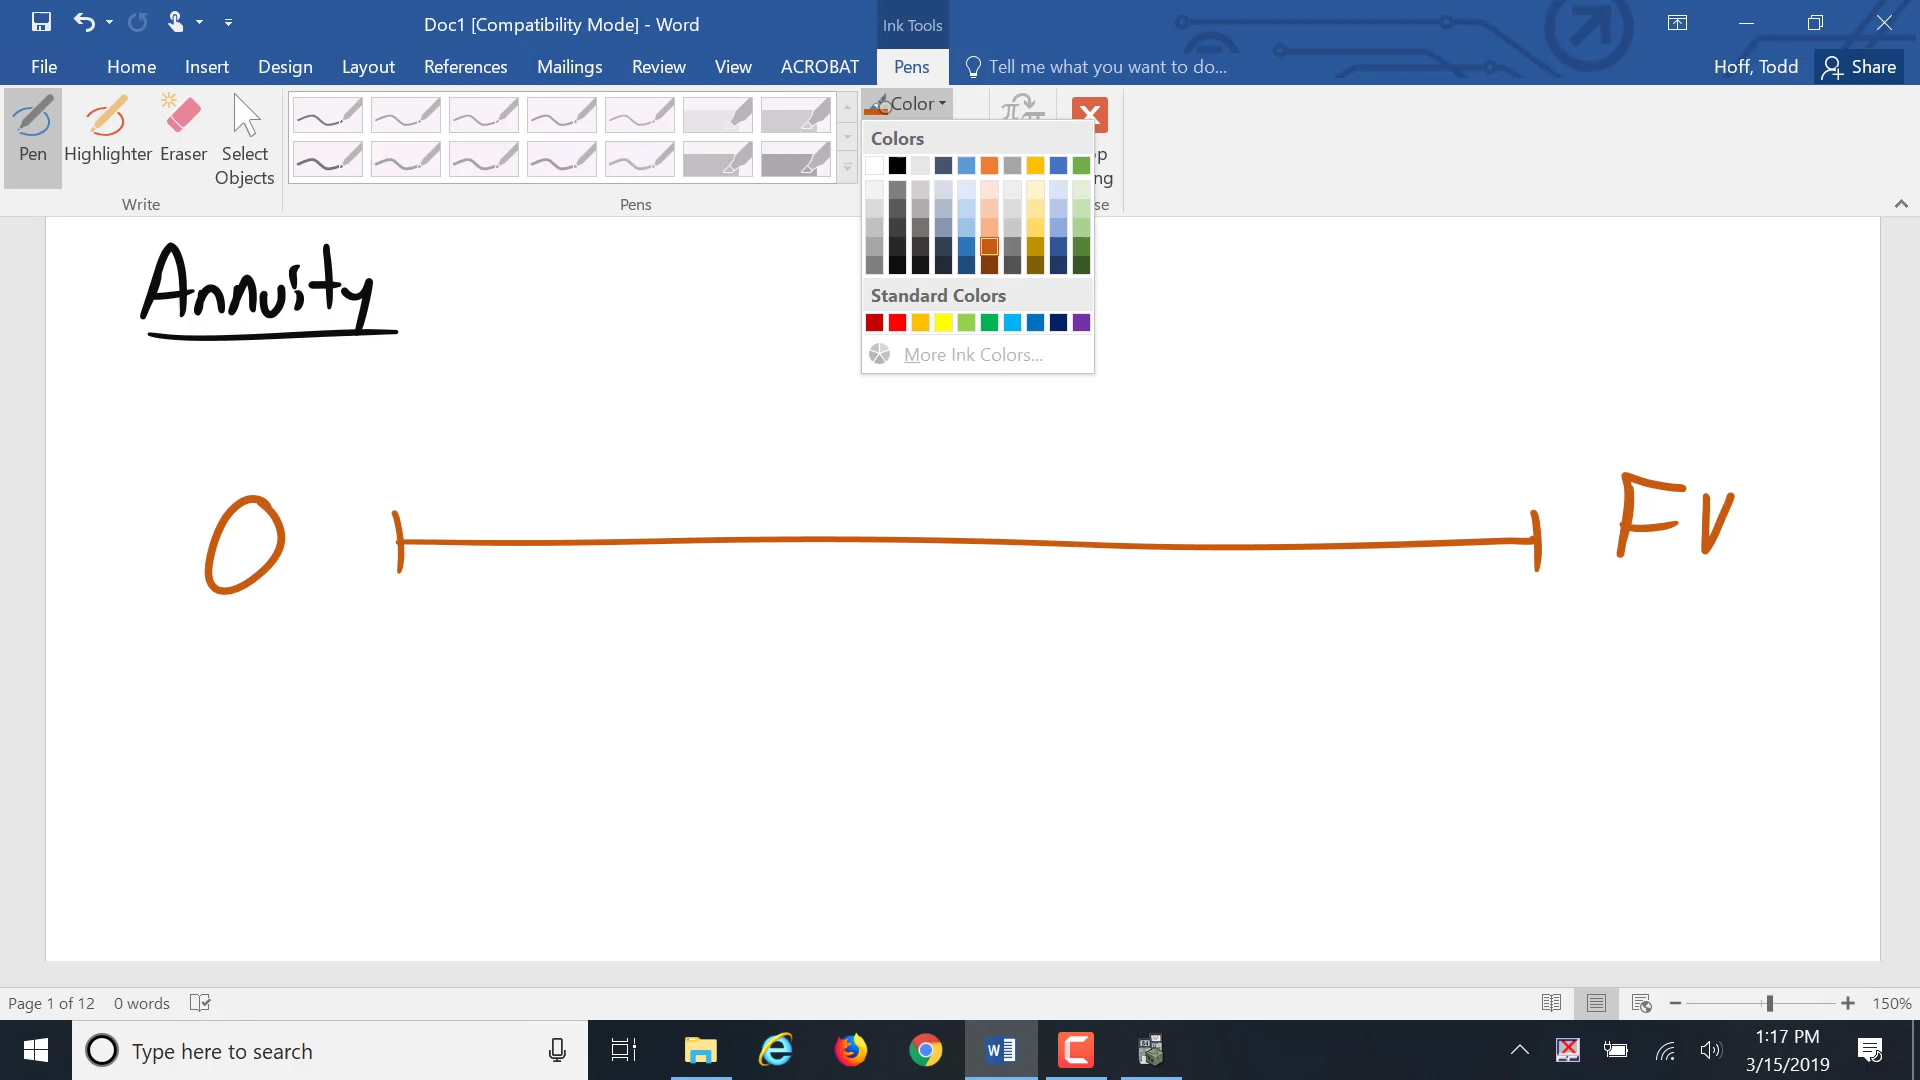 Doc1 [Compatibility Mode] - Word
Ink Tools
File Home Insert Design Layout References Mailings Review View ACROBAT Pens Tell me what you want to do... Hoff, Todd Share
Pen Highlighter Eraser Select Objects
Color
Write Pens
Colors
Standard Colors
More Ink Colors...
Annuity
O FV
Page 1 of 12 0 words 150%
Type here to search
1:17 PM
3/15/2019